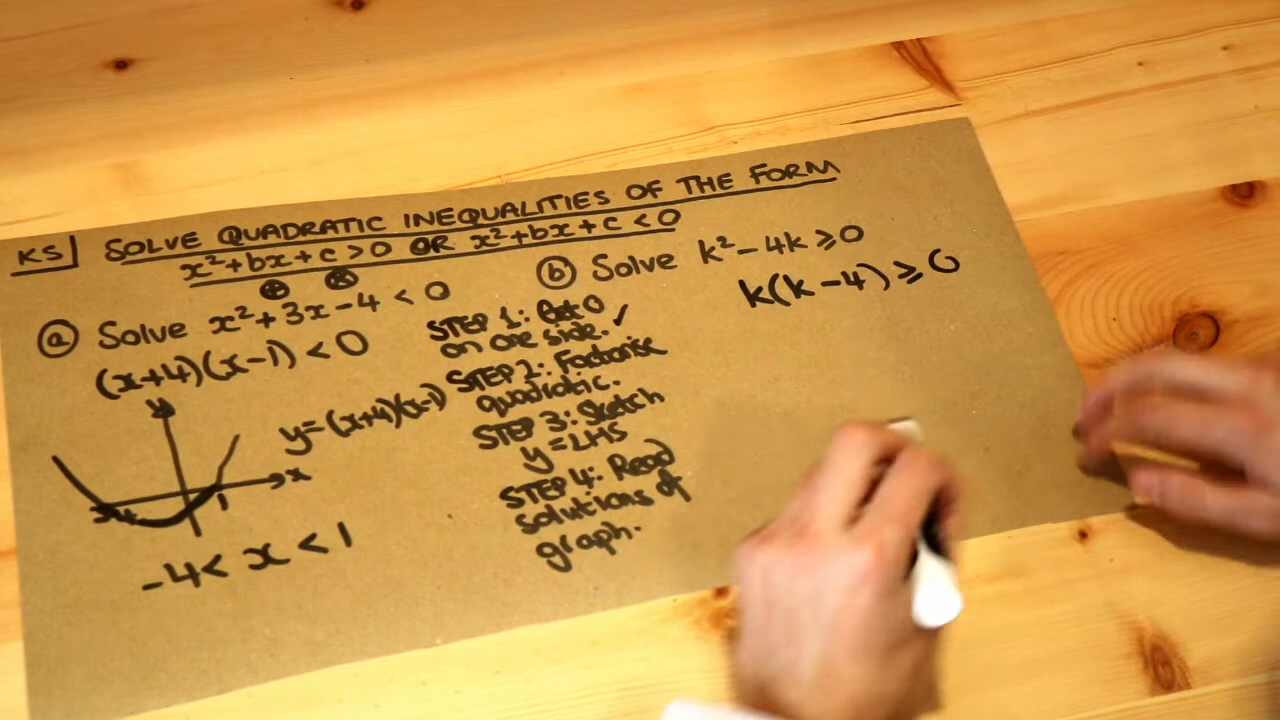 KS SOLVE QUADRATIC INEQUALITIES OF THE FORM
x²+bx+c>0 OR x²+bx+c<0
ⓐ Solve x²+3x-4<0
(x+4)(x-1)<0
y
y=(x+4)(x-1)
x
-4
1
-4<x<1
STEP 1: Get 0
on one side. ✓
STEP 2: Factorise
quadratic.
STEP 3: Sketch
y=LHS
STEP 4: Read
solutions of
graph.
ⓑ Solve k²-4k≥0
k(k-4)≥0